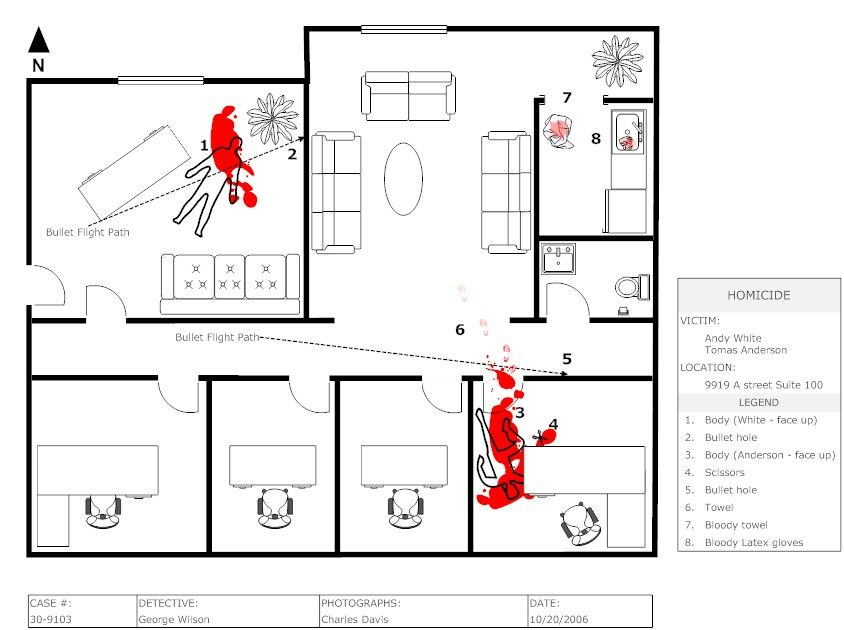 N
7
8
1
2
Bullet Flight Path
6
Bullet Flight Path
5
3
4
HOMICIDE
VICTIM:
Andy White
Tomas Anderson
LOCATION:
9919 A street Suite 100
LEGEND
1. Body (White - face up)
2. Bullet hole
3. Body (Anderson - face up)
4. Scissors
5. Bullet hole
6. Towel
7. Bloody towel
8. Bloody Latex gloves
CASE #:
30-9103
DETECTIVE:
George Wilson
PHOTOGRAPHS:
Charles Davis
DATE:
10/20/2006